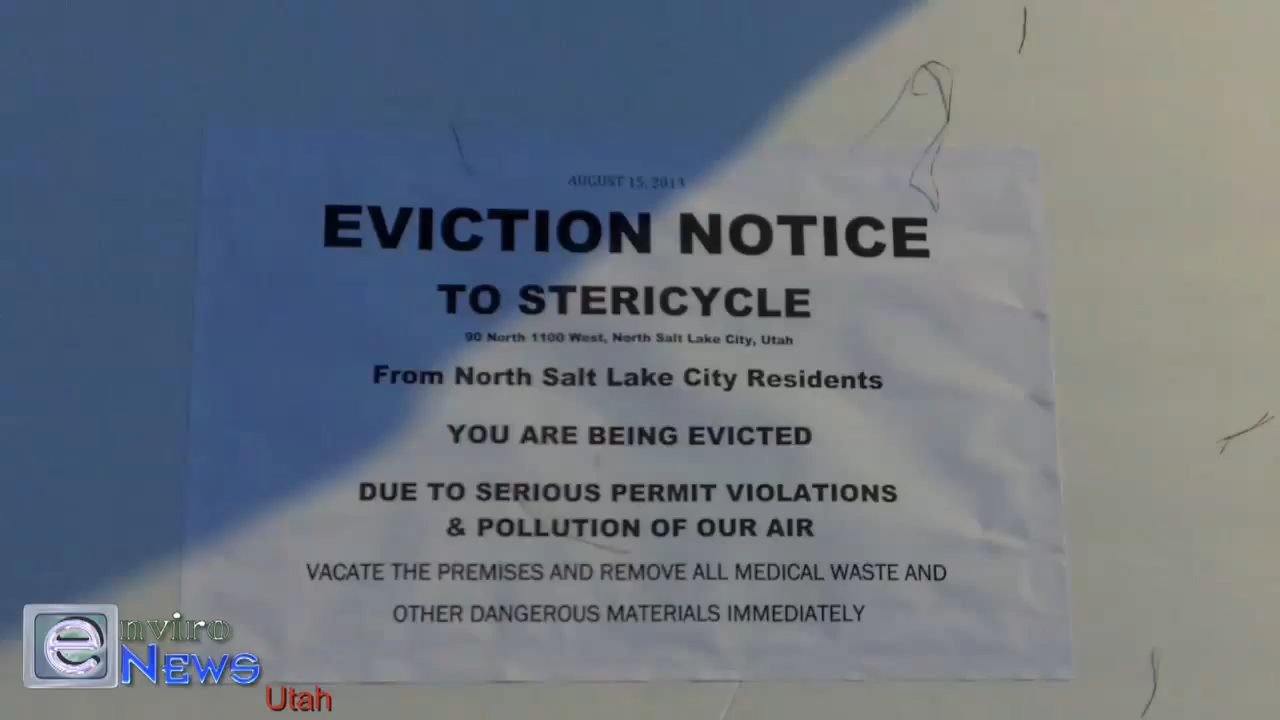 AUGUST 15, 2013
EVICTION NOTICE
TO STERICYCLE
90 North 1100 West, North Salt Lake City, Utah
From North Salt Lake City Residents
YOU ARE BEING EVICTED
DUE TO SERIOUS PERMIT VIOLATIONS
& POLLUTION OF OUR AIR
VACATE THE PREMISES AND REMOVE ALL MEDICAL WASTE AND
OTHER DANGEROUS MATERIALS IMMEDIATELY
enviro
NEWS
Utah